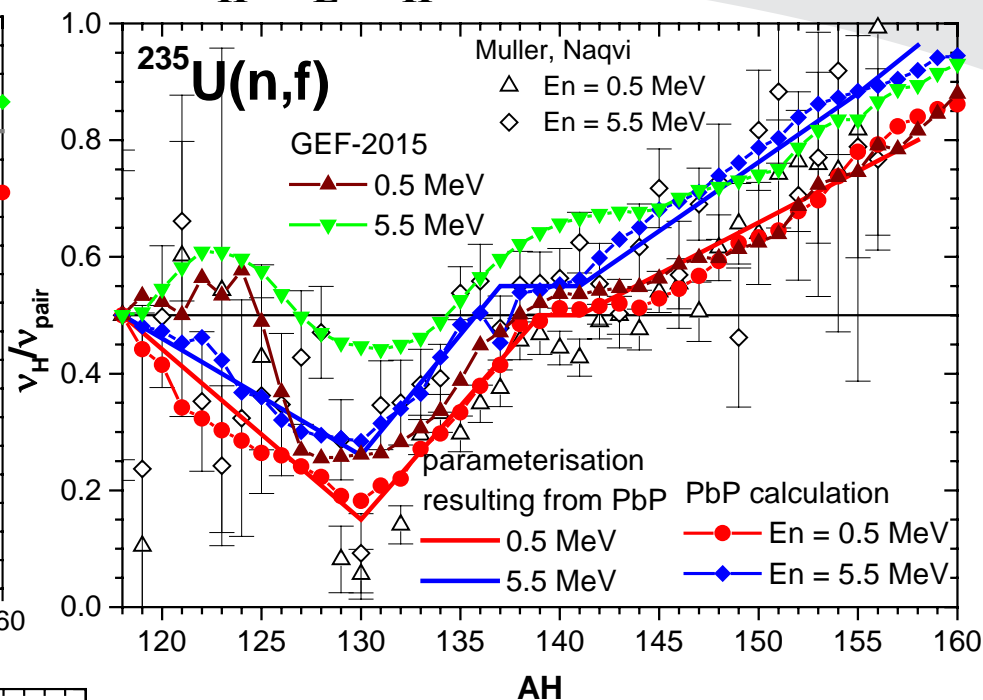 235U(n,f)
Muller, Naqvi
En = 0.5 MeV
En = 5.5 MeV
GEF-2015
0.5 MeV
5.5 MeV
parameterisation
resulting from PbP
0.5 MeV
5.5 MeV
PbP calculation
En = 0.5 MeV
En = 5.5 MeV
νH/νpair
1.0
0.8
0.6
0.4
0.2
0.0
60
120 125 130 135 140 145 150 155 160
AH